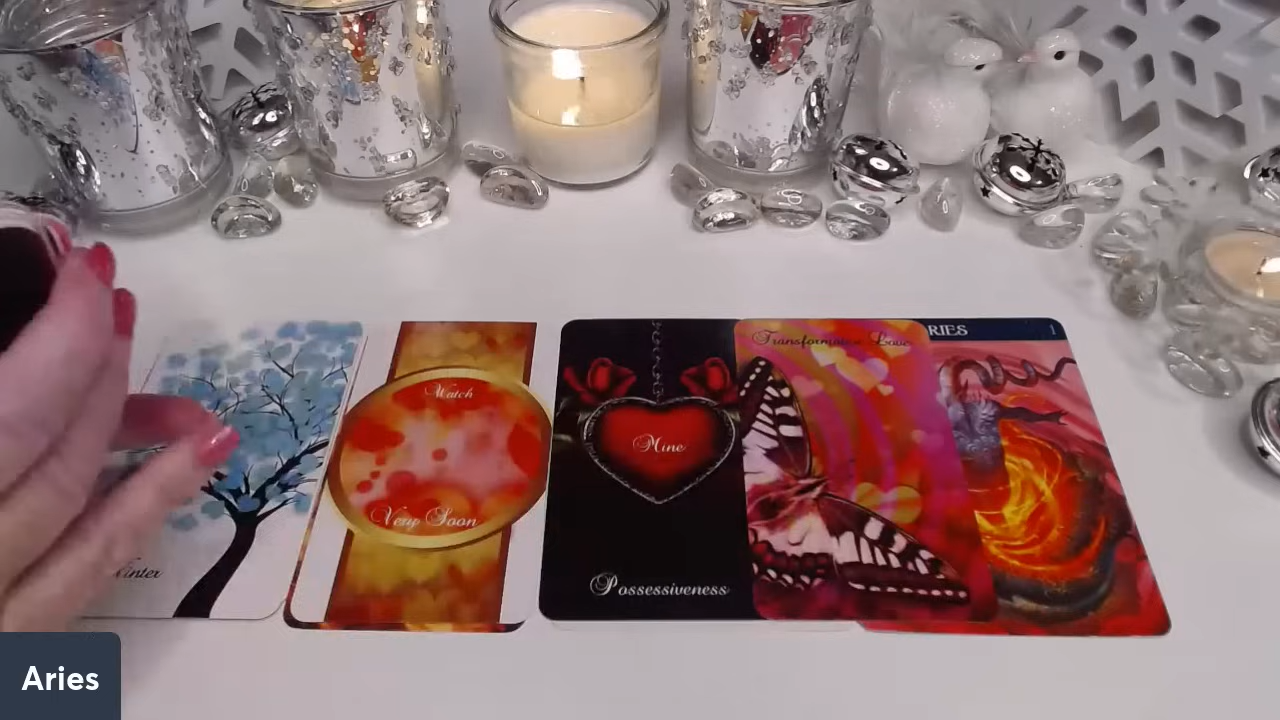 Winter
Watch
Very Soon
Mine
Possessiveness
Transformative Love
RIES
1
Aries